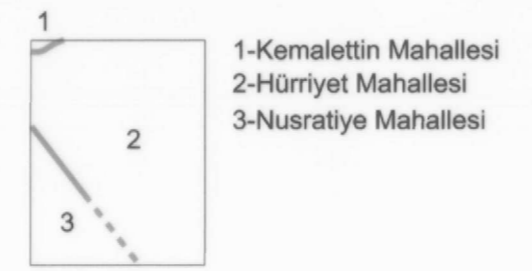 1
1-Kemalettin Mahallesi
2-Hürriyet Mahallesi
3-Nusratiye Mahallesi
2
3